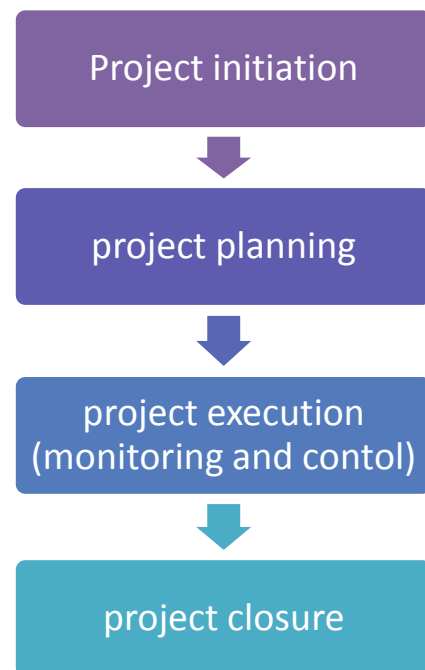 Project initiation
project planning
project execution
(monitoring and contol)
project closure